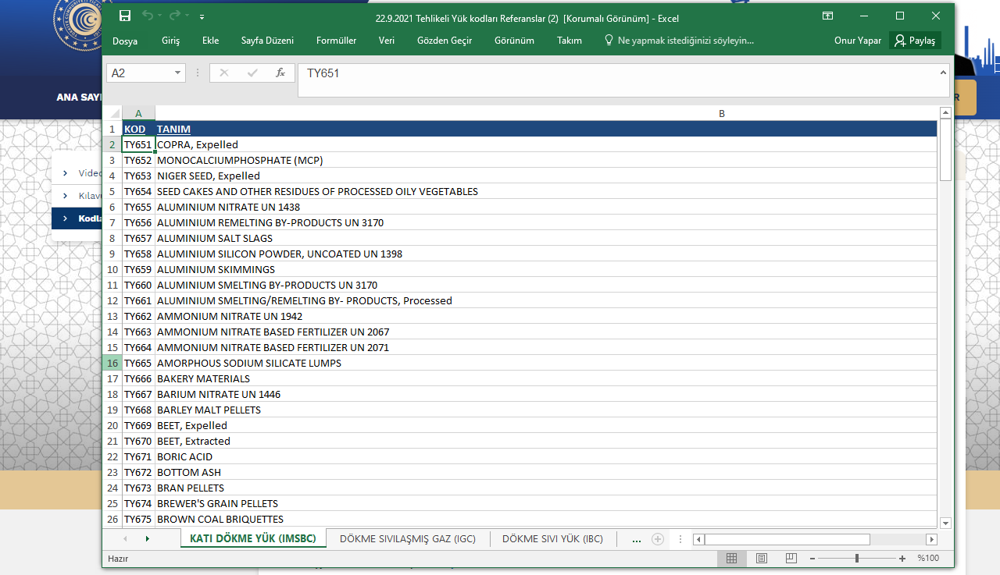 22.9.2021 Tehlikeli Yük kodları Referanslar (2) [Korumalı Görünüm] - Excel
Dosya Giriş Ekle Sayfa Düzeni Formüller Veri Gözden Geçir Görünüm Takım Ne yapmak istediğinizi söyleyin... Onur Yapar Paylaş
A2 fx TY651
ANA SAYI
R
A B
1 KOD TANIM
2 TY651 COPRA, Expelled
3 TY652 MONOCALCIUMPHOSPHATE (MCP)
4 TY653 NIGER SEED, Expelled
5 TY654 SEED CAKES AND OTHER RESIDUES OF PROCESSED OILY VEGETABLES
6 TY655 ALUMINIUM NITRATE UN 1438
7 TY656 ALUMINIUM REMELTING BY-PRODUCTS UN 3170
8 TY657 ALUMINIUM SALT SLAGS
9 TY658 ALUMINIUM SILICON POWDER, UNCOATED UN 1398
10 TY659 ALUMINIUM SKIMMINGS
11 TY660 ALUMINIUM SMELTING BY-PRODUCTS UN 3170
12 TY661 ALUMINIUM SMELTING/REMELTING BY- PRODUCTS, Processed
13 TY662 AMMONIUM NITRATE UN 1942
14 TY663 AMMONIUM NITRATE BASED FERTILIZER UN 2067
15 TY664 AMMONIUM NITRATE BASED FERTILIZER UN 2071
16 TY665 AMORPHOUS SODIUM SILICATE LUMPS
17 TY666 BAKERY MATERIALS
18 TY667 BARIUM NITRATE UN 1446
19 TY668 BARLEY MALT PELLETS
20 TY669 BEET, Expelled
21 TY670 BEET, Extracted
22 TY671 BORIC ACID
23 TY672 BOTTOM ASH
24 TY673 BRAN PELLETS
25 TY674 BREWER'S GRAIN PELLETS
26 TY675 BROWN COAL BRIQUETTES
Video
Kılavu
Kodla
KATI DÖKME YÜK (IMSBC) DÖKME SIVILAŞMIŞ GAZ (IGC) DÖKME SIVI YÜK (IBC) ...
Hazır %100